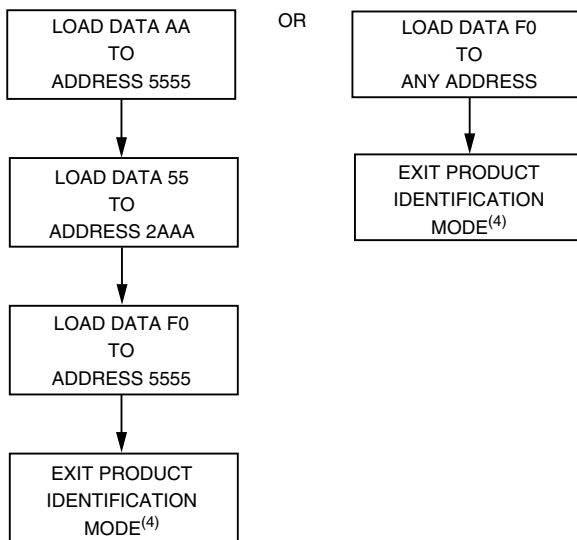 LOAD DATA AA
TO
ADDRESS 5555
LOAD DATA 55
TO
ADDRESS 2AAA
LOAD DATA F0
TO
ADDRESS 5555
EXIT PRODUCT
IDENTIFICATION
MODE(4)
OR
LOAD DATA F0
TO
ANY ADDRESS
EXIT PRODUCT
IDENTIFICATION
MODE(4)